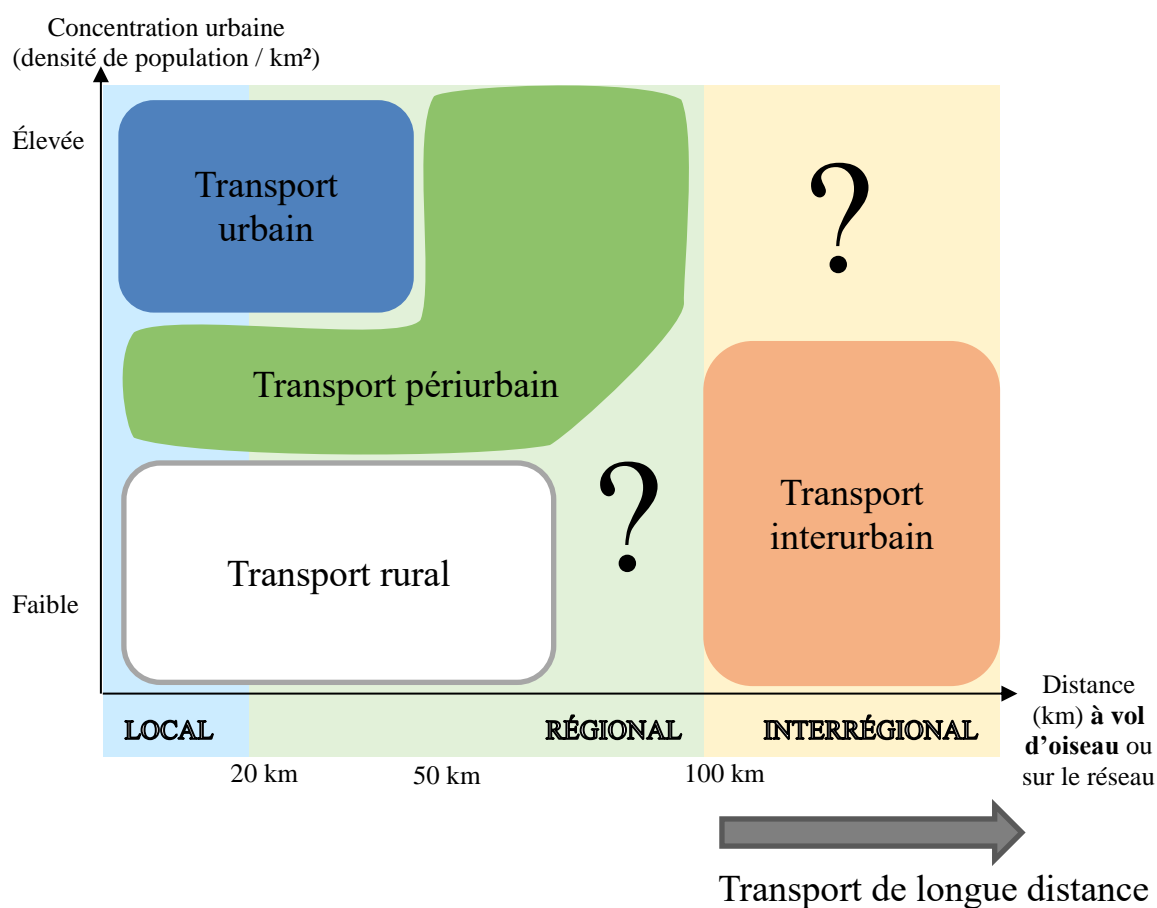 Concentration urbaine
(densité de population / km²)
Élevée
Transport
urbain
?
Transport périurbain
?
Transport
interurbain
Transport rural
Faible
LOCAL
RÉGIONAL
INTERRÉGIONAL
Distance
(km) à vol
d’oiseau ou
sur le réseau
20 km
50 km
100 km
Transport de longue distance